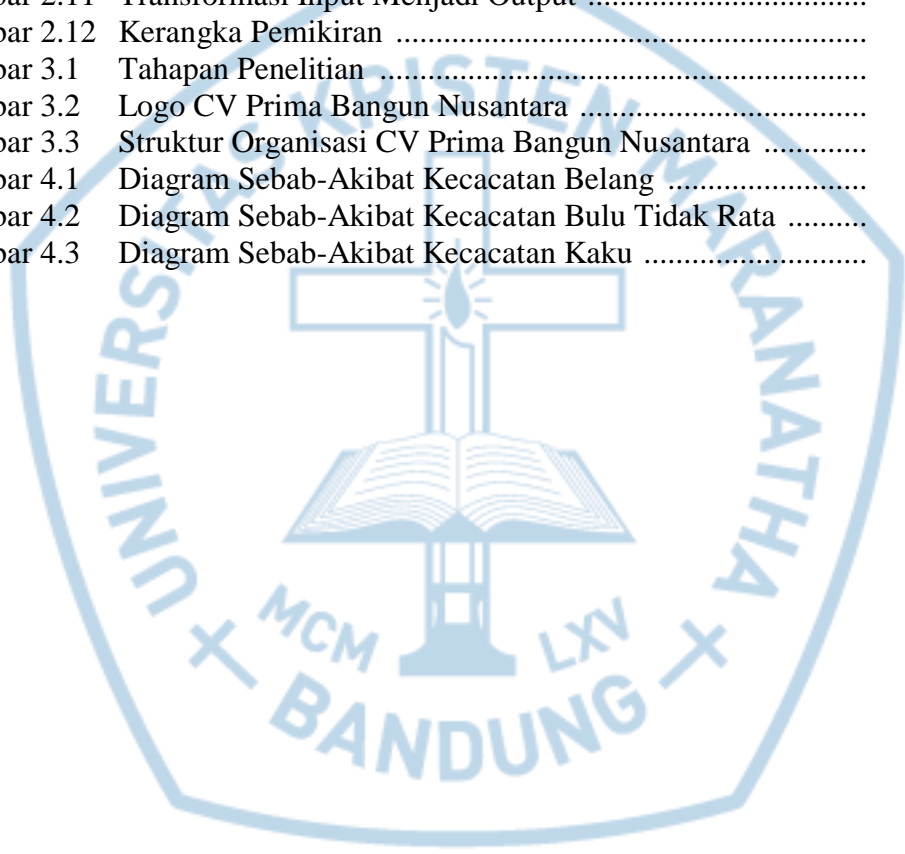 bar 2.11 Transformasi Input Menjadi Output ...................................
bar 2.12 Kerangka Pemikiran ...........................................................
bar 3.1 Tahapan Penelitian .............................................................
bar 3.2 Logo CV Prima Bangun Nusantara ....................................
bar 3.3 Struktur Organisasi CV Prima Bangun Nusantara .............
bar 4.1 Diagram Sebab-Akibat Kecacatan Belang .........................
bar 4.2 Diagram Sebab-Akibat Kecacatan Bulu Tidak Rata ..........
bar 4.3 Diagram Sebab-Akibat Kecacatan Kaku ............................
UNIVERSITAS KRISTEN MARANATHA
MCM LXV
BANDUNG